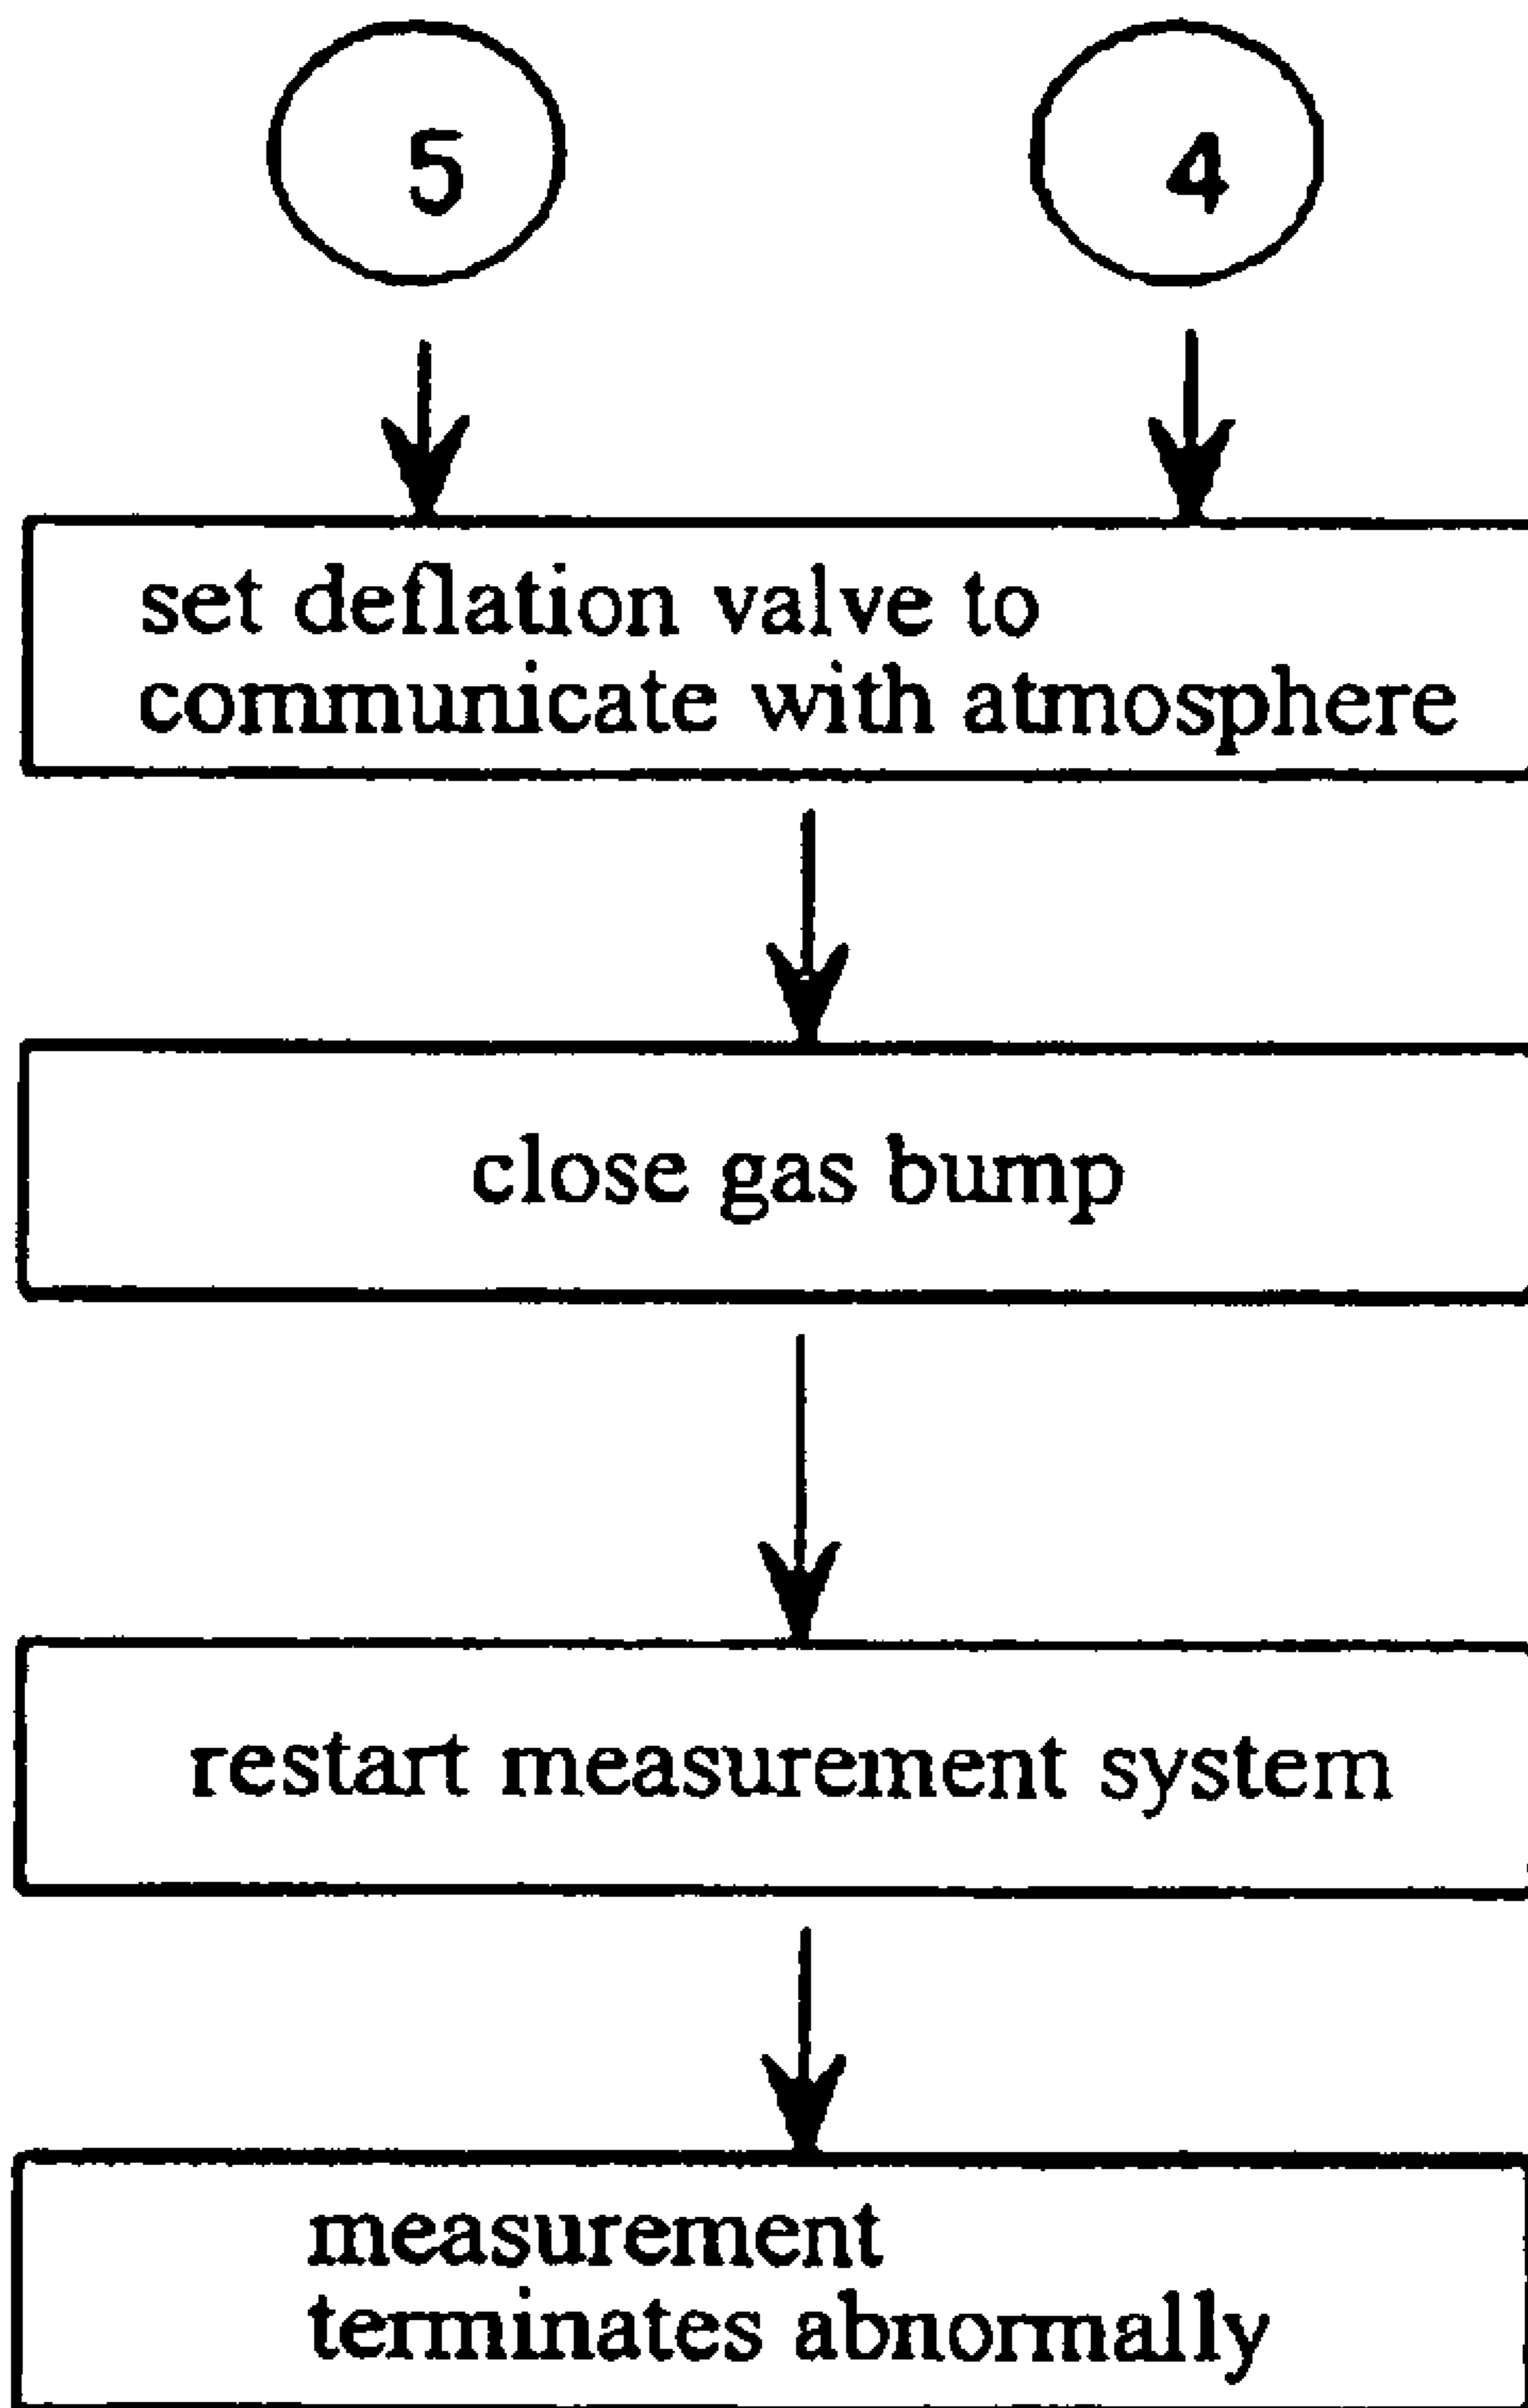 5 4
set deflation valve to
communicate with atmosphere
close gas bump
restart measurement system
measurement
terminates abnormally